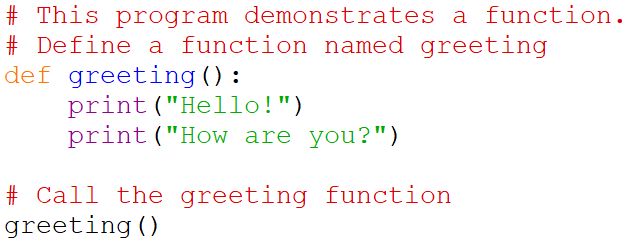 # This program demonstrates a function.
# Define a function named greeting
def greeting():
    print("Hello!")
    print("How are you?")

# Call the greeting function
greeting()